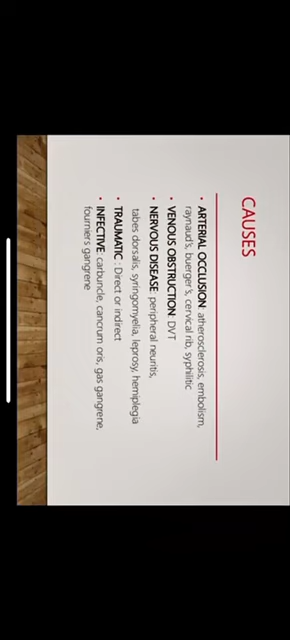 CAUSES
• ARTERIAL OCCLUSION: atherosclerosis, embolism,
raynaud's, buerger's, cervical rib, syphilitic
• VENOUS OBSTRUCTION: DVT
• NERVOUS DISEASE: peripheral neuritis,
tabes dorsalis, syringomyelia, leprosy, hemiplegia
• TRAUMATIC : Direct or indirect
• INFECTIVE: carbuncle, cancrum oris, gas gangrene,
fourniers gangrene